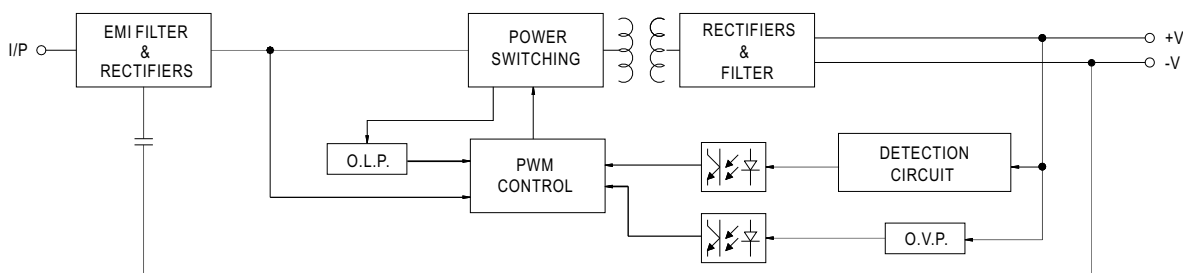 I/P
EMI FILTER
&
RECTIFIERS
POWER
SWITCHING
RECTIFIERS
&
FILTER
+V
-V
O.L.P.
PWM
CONTROL
DETECTION
CIRCUIT
O.V.P.